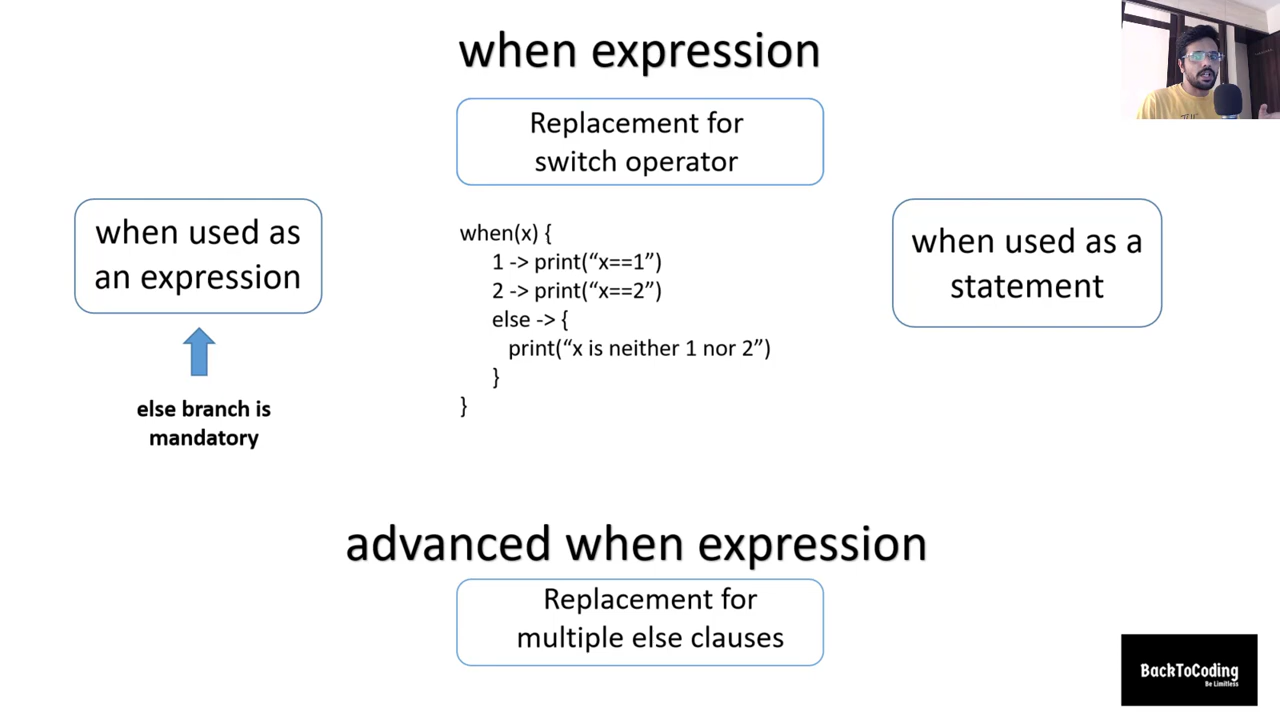 when expression
Replacement for
switch operator
when used as
an expression
else branch is
mandatory
when(x) {
1 -> print(“x==1”)
2 -> print(“x==2”)
else -> {
print(“x is neither 1 nor 2”)
}
}
when used as a
statement
advanced when expression
Replacement for
multiple else clauses
BackToCoding
Be Limitless